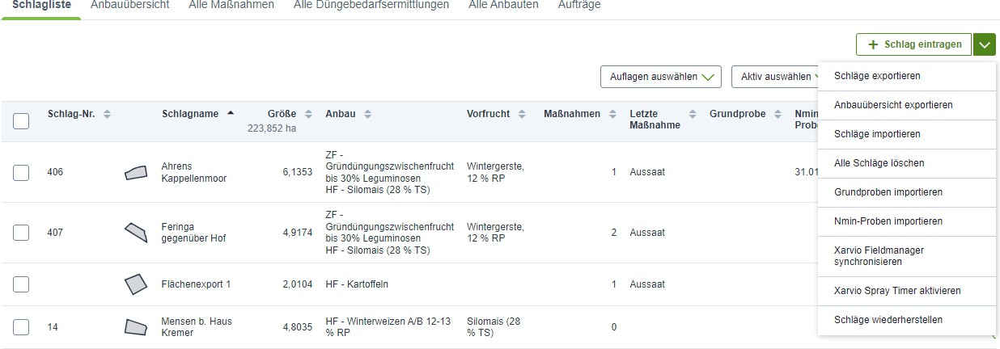 Schlagliste Anbauübersicht Alle Maßnahmen Alle Düngebedarfsermittlungen Alle Anbauten Aufträge
+ Schlag eintragen
Auflagen auswählen Aktiv auswählen
Schläge exportieren
Anbauübersicht exportieren
Schläge importieren
Alle Schläge löschen
Grundproben importieren
Nmin-Proben importieren
Xarvio Fieldmanager
synchronisieren
Xarvio Spray Timer aktivieren
Schläge wiederherstellen
Schlag-Nr. Schlagname Größe Anbau Vorfrucht Maßnahmen Letzte Grundprobe Nmin
223,852 ha Maßnahme
406 Ahrens
Kappellenmoor 6,1353 ZF -
Gründüngungszwischenfrucht
bis 30% Leguminosen
HF - Silomais (28 % TS) Wintergerste,
12 % RP 1 Aussaat 31.01
407 Feringa
gegenüber Hof 4,9174 ZF -
Gründüngungszwischenfrucht
bis 30% Leguminosen
HF - Silomais (28 % TS) Wintergerste,
12 % RP 2 Aussaat
Flächenexport 1 2,0104 HF - Kartoffeln 1 Aussaat
14 Mensen b. Haus
Kremer 4,8035 HF - Winterweizen A/B 12-13
% RP Silomais (28
% TS) 0